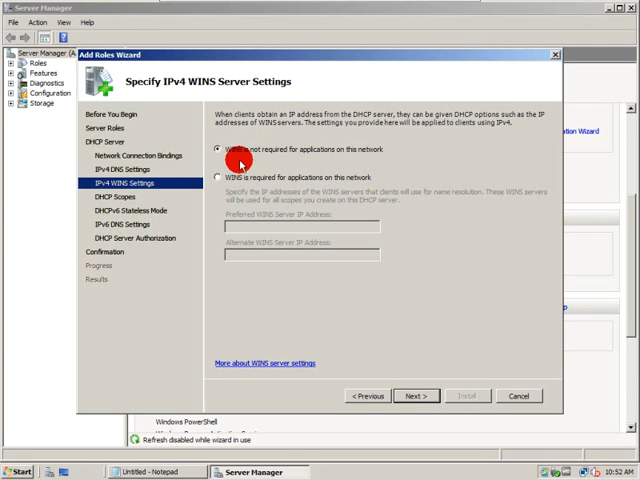 Server Manager
File Action View Help
Server Manager (A
Roles
Features
Diagnostics
Configuration
Storage
Add Roles Wizard
Specify IPv4 WINS Server Settings
Before You Begin
Server Roles
DHCP Server
Network Connection Bindings
IPv4 DNS Settings
IPv4 WINS Settings
DHCP Scopes
DHCPv6 Stateless Mode
IPv6 DNS Settings
DHCP Server Authorization
Confirmation
Progress
Results
When clients obtain an IP address from the DHCP server, they can be given DHCP options such as the IP
addresses of WINS servers. The settings you provide here will be applied to clients using IPv4.
WINS is not required for applications on this network
WINS is required for applications on this network
Specify the IP addresses of the WINS servers that clients will use for name resolution. These WINS servers
will be used for all scopes you create on this DHCP server.
Preferred WINS Server IP Address:
Alternate WINS Server IP Address:
More about WINS server settings
< Previous Next > Install Cancel
ation Wizard
lp
Windows PowerShell
Refresh disabled while wizard in use
Start
Untitled - Notepad
Server Manager
10:52 AM